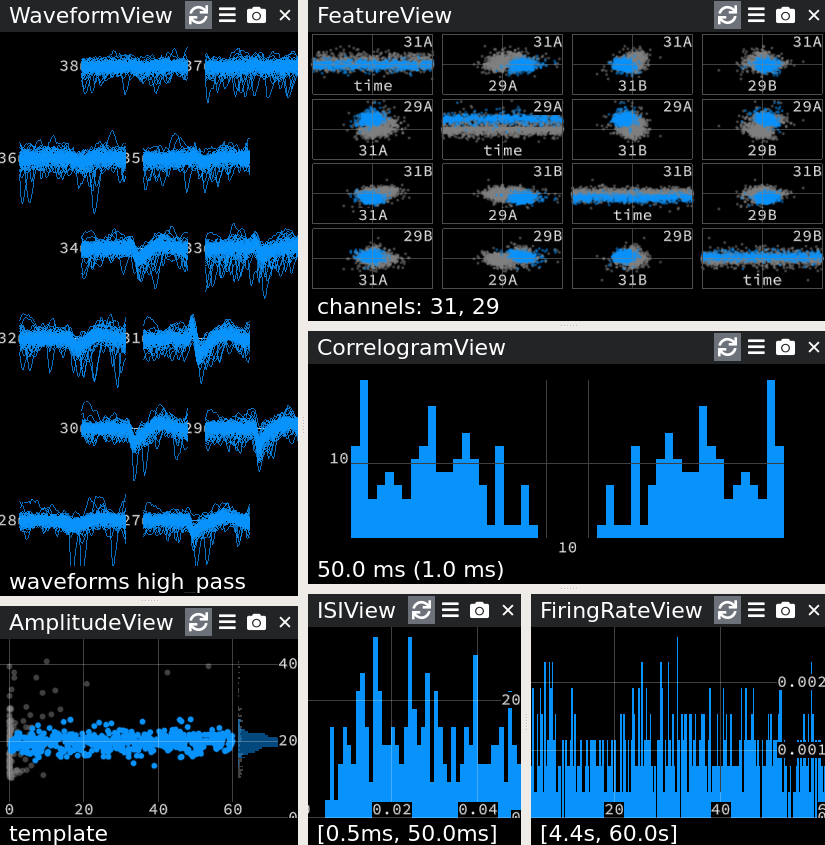 WaveformView
38 37
36 35
34 33
32 31
30 29
28 27
waveforms high_pass
FeatureView
31A 31A 31A 31A
time 29A 31B 29B
29A 29A 29A 29A
31A time 31B 29B
31B 31B 31B 31B
31A 29A time 29B
29B 29B 29B 29B
31A 29A 31B time
channels: 31, 29
CorrelogramView
10
10
50.0 ms (1.0 ms)
AmplitudeView
40
20
0 20 40 60 0
template
ISIView
20
0.02 0.04
[0.5ms, 50.0ms]
FiringRateView
0.002
0.001
20 40
[4.4s, 60.0s]